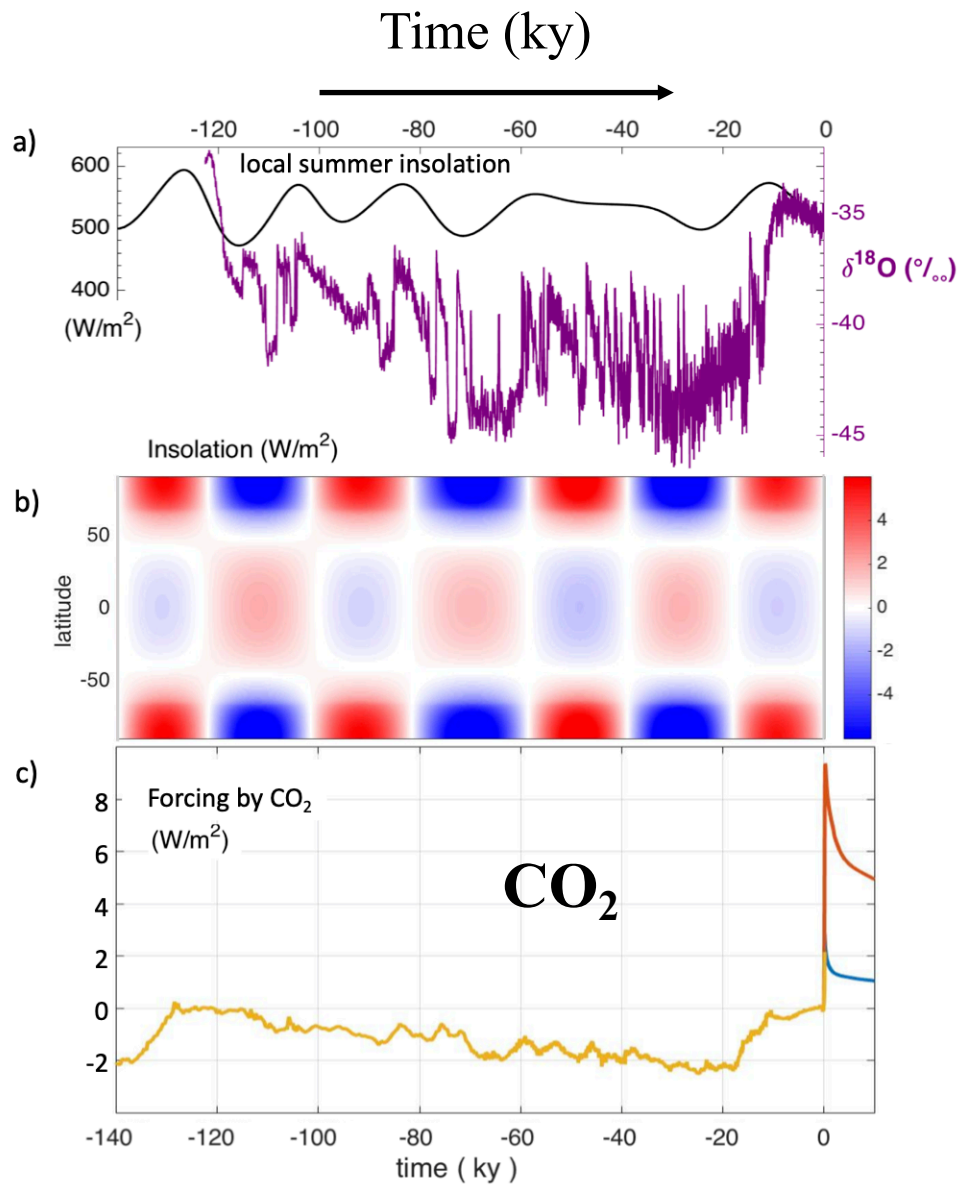 Time (ky)
a)
-120 -100 -80 -60 -40 -20 0
local summer insolation
600
500
400
(W/m²)
-35
δ¹⁸O (°/₀₀)
-40
-45
Insolation (W/m²)
b)
50
0
-50
latitude
4
2
0
-2
-4
c)
Forcing by CO₂
(W/m²)
CO₂
8
6
4
2
0
-2
-140 -120 -100 -80 -60 -40 -20 0
time ( ky )